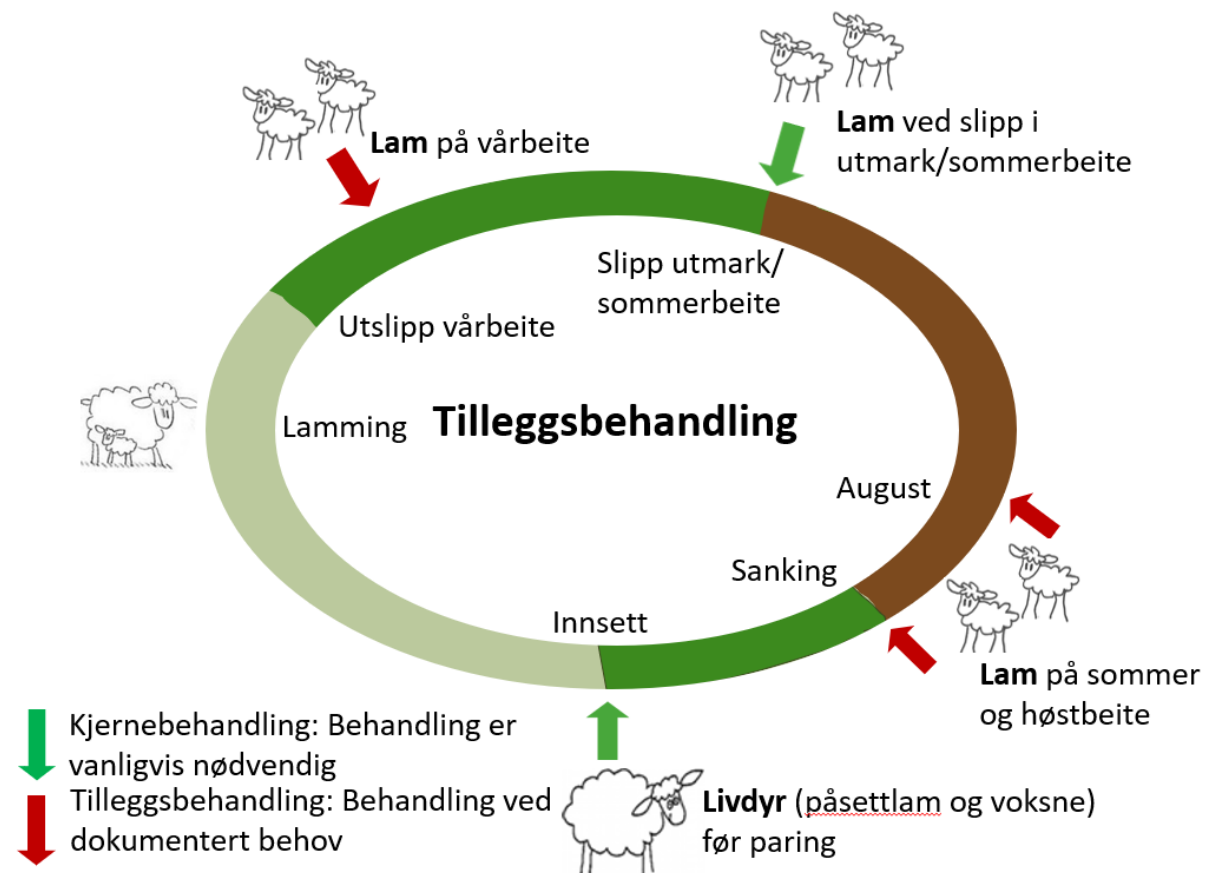 Lam på vårbeite
Lam ved slipp i
utmark/sommerbeite
Slipp utmark/
sommerbeite
Utslipp vårbeite
Lamming
Tilleggsbehandling
August
Sanking
Innsett
Lam på sommer
og høstbeite
Kjernebehandling: Behandling er
vanligvis nødvendig
Tilleggsbehandling: Behandling ved
dokumentert behov
Livdyr (påsettlam og voksne)
før paring